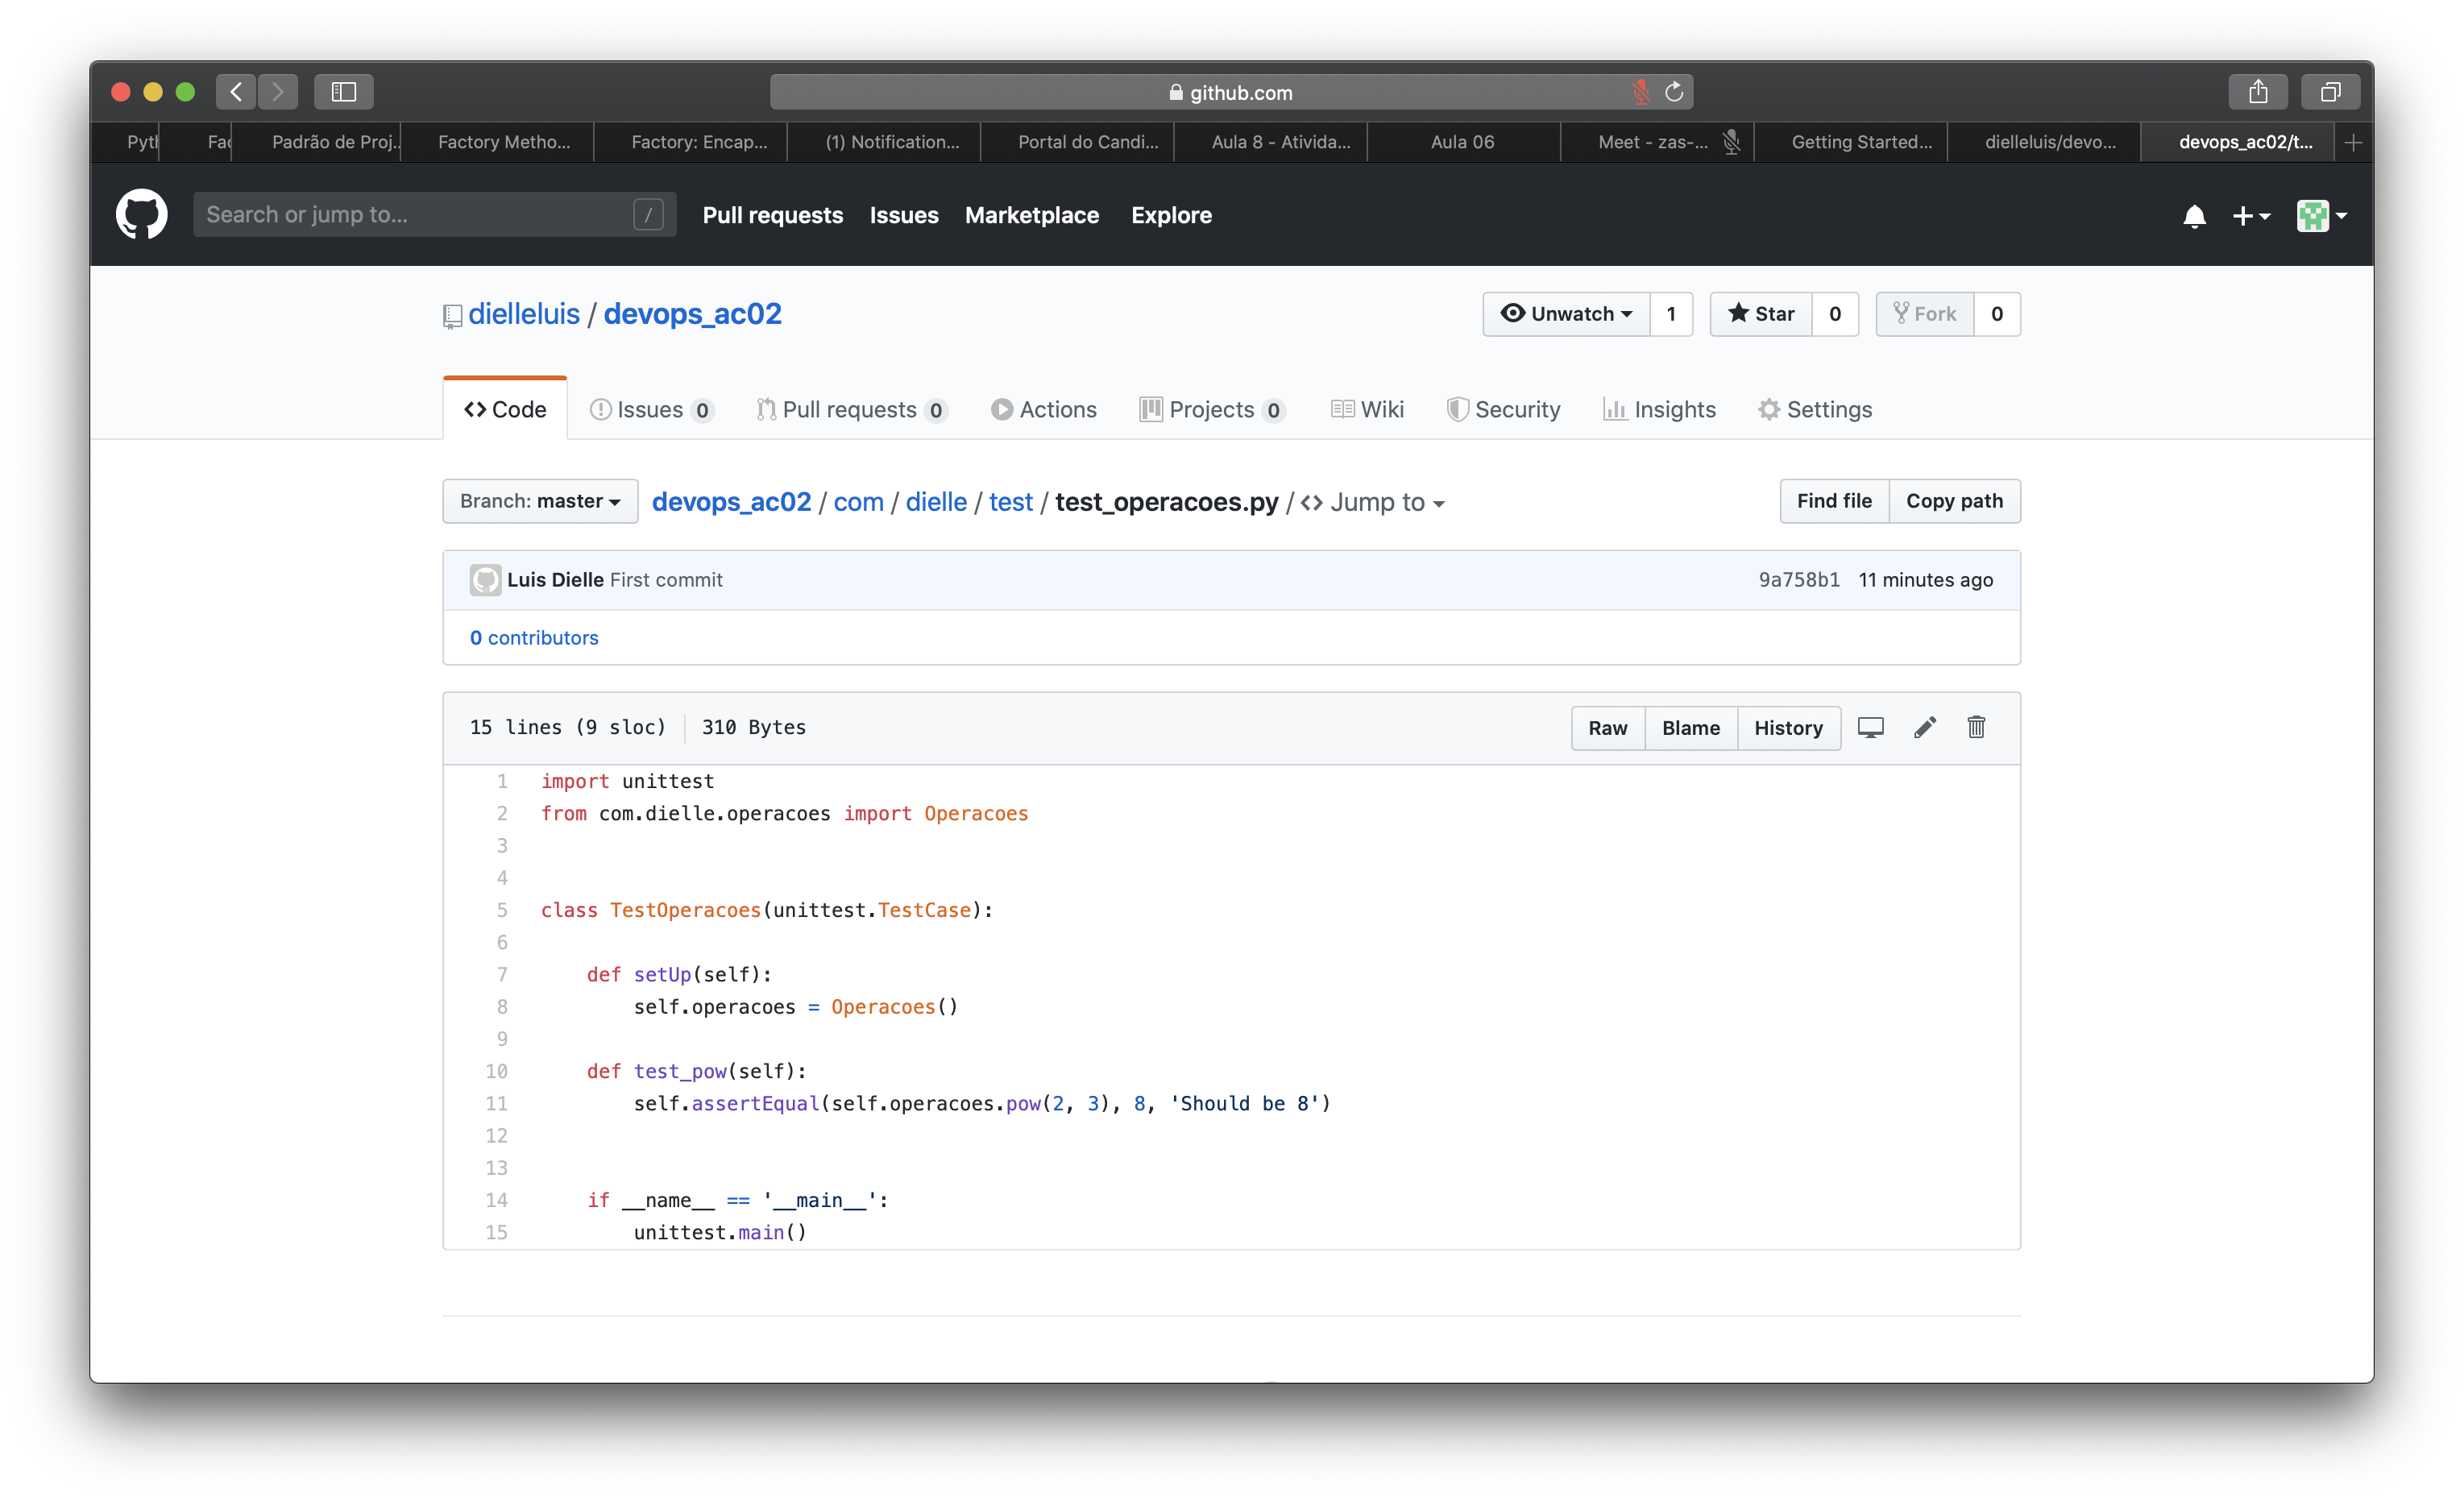 github.com
Pyth Fac Padrão de Proj... Factory Metho... Factory: Encap... (1) Notification... Portal do Candi... Aula 8 - Ativida... Aula 06 Meet - zas-... Getting Started... dielleluis/devo... devops_ac02/t...
Search or jump to... / Pull requests Issues Marketplace Explore
dielleluis / devops_ac02 Unwatch 1 Star 0 Fork 0
Code Issues 0 Pull requests 0 Actions Projects 0 Wiki Security Insights Settings
Branch: master devops_ac02 / com / dielle / test / test_operacoes.py / Jump to Find file Copy path
Luis Dielle First commit 9a758b1 11 minutes ago
0 contributors
15 lines (9 sloc) 310 Bytes Raw Blame History
1 import unittest
2 from com.dielle.operacoes import Operacoes
3
4
5 class TestOperacoes(unittest.TestCase):
6
7 def setUp(self):
8 self.operacoes = Operacoes()
9
10 def test_pow(self):
11 self.assertEqual(self.operacoes.pow(2, 3), 8, 'Should be 8')
12
13
14 if __name__ == '__main__':
15 unittest.main()